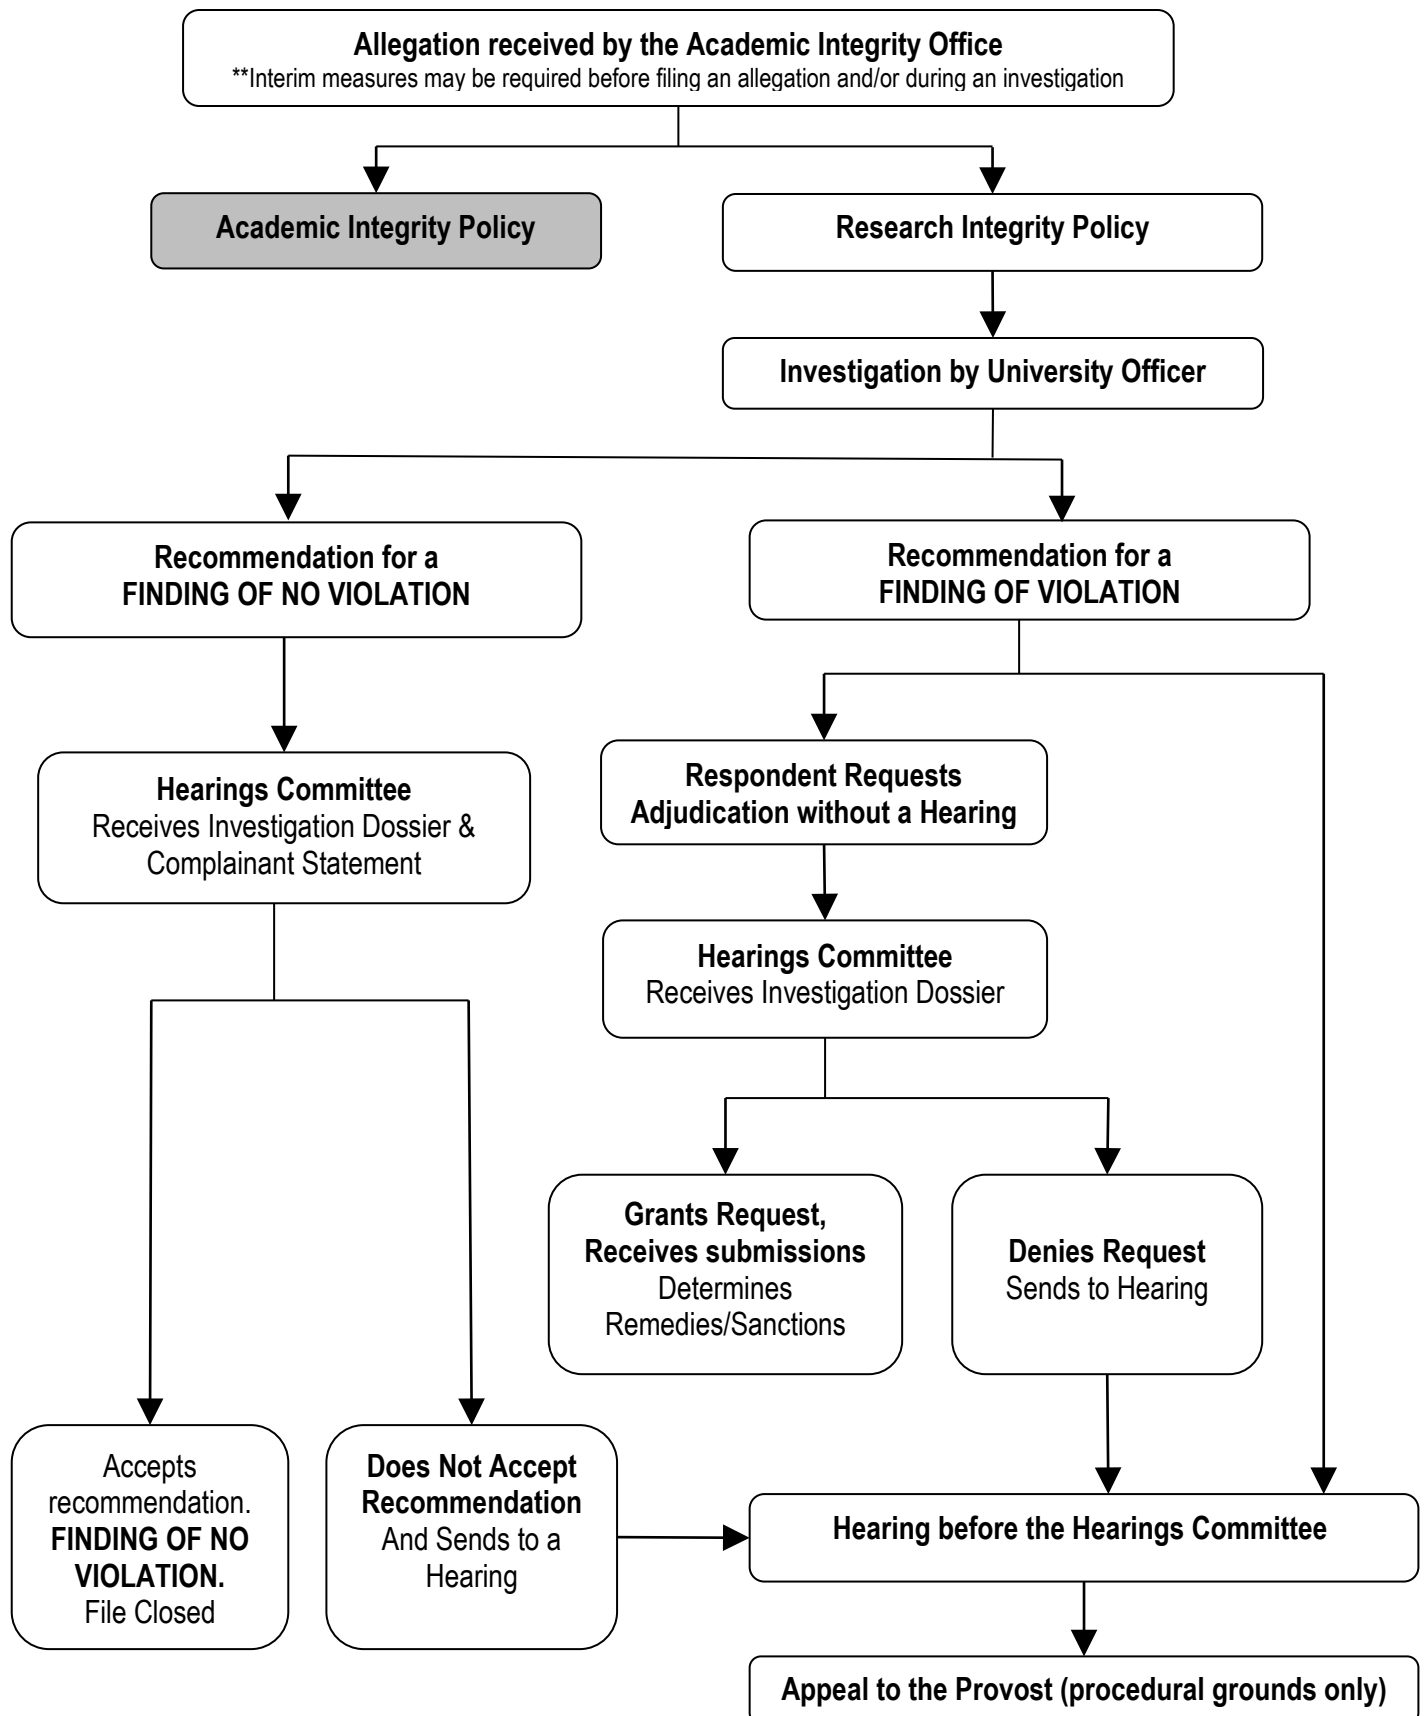 Allegation received by the Academic Integrity Office
**Interim measures may be required before filing an allegation and/or during an investigation
Academic Integrity Policy
Research Integrity Policy
Investigation by University Officer
Recommendation for a
FINDING OF NO VIOLATION
Recommendation for a
FINDING OF VIOLATION
Hearings Committee
Receives Investigation Dossier &
Complainant Statement
Respondent Requests
Adjudication without a Hearing
Hearings Committee
Receives Investigation Dossier
Grants Request,
Receives submissions
Determines
Remedies/Sanctions
Denies Request
Sends to Hearing
Accepts
recommendation.
FINDING OF NO
VIOLATION.
File Closed
Does Not Accept
Recommendation
And Sends to a
Hearing
Hearing before the Hearings Committee
Appeal to the Provost (procedural grounds only)